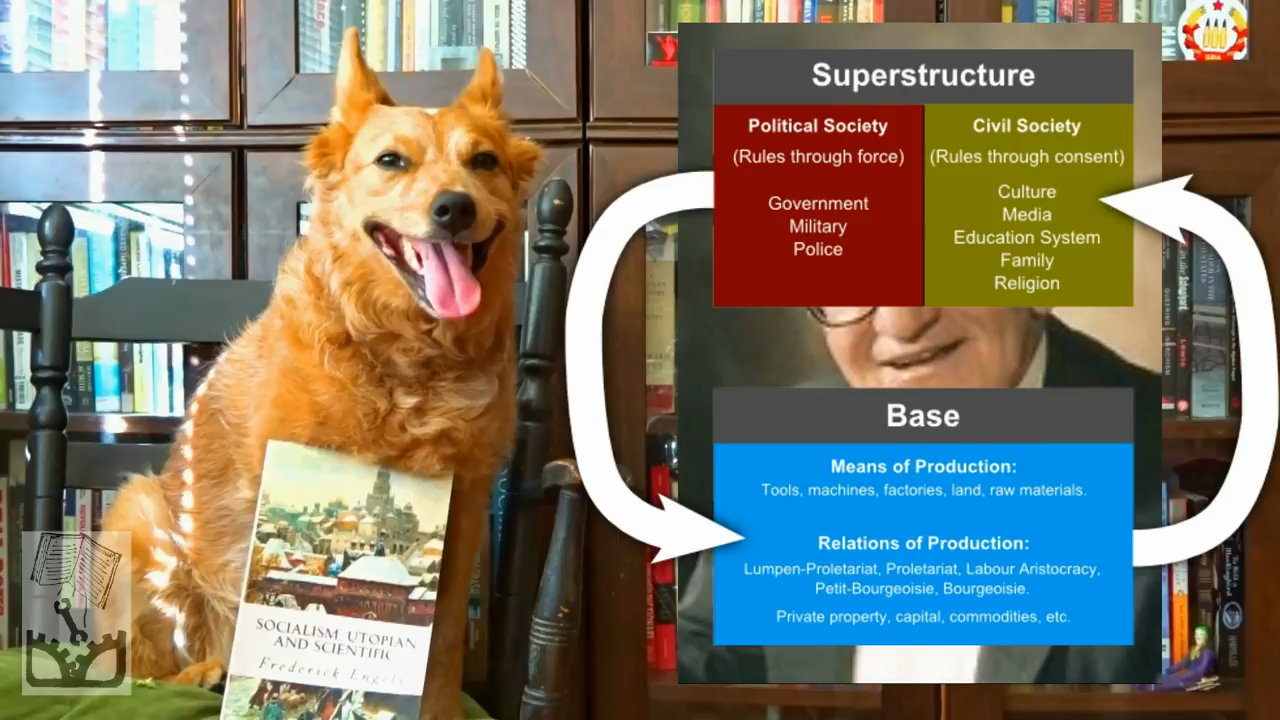 Superstructure
Political Society
(Rules through force)
Government
Military
Police
Civil Society
(Rules through consent)
Culture
Media
Education System
Family
Religion
Base
Means of Production:
Tools, machines, factories, land, raw materials.
Relations of Production:
Lumpen-Proletariat, Proletariat, Labour Aristocracy,
Petit-Bourgeoisie, Bourgeoisie.
Private property, capital, commodities, etc.
SOCIALISM, UTOPIAN
AND SCIENTIFIC
Frederick Engels